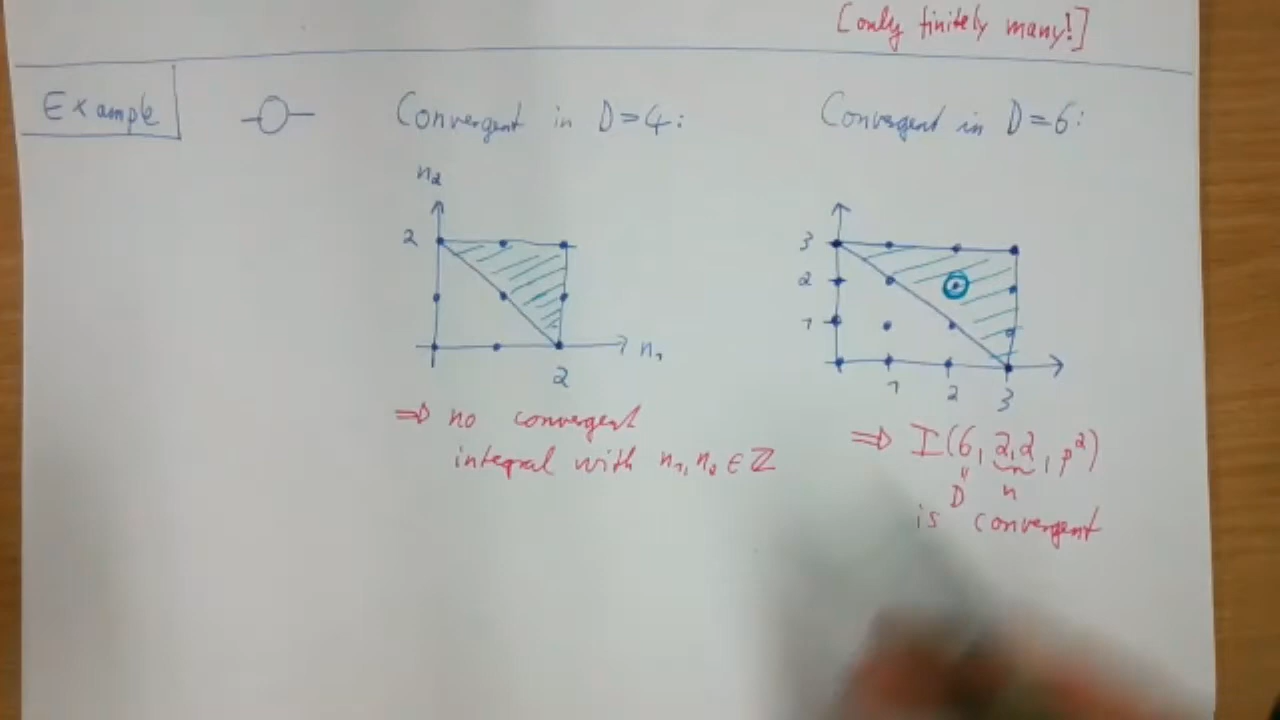 [only finitely many!]
Example
Convergent in D=4:
Convergent in D=6:
n₂
2
n₁
2
3
2
1
1
2
3
⇒ no convergent
integral with n₁, n₂ ∈ ℤ
⇒ I(6, 2,2, p²)
"
D
n
is convergent